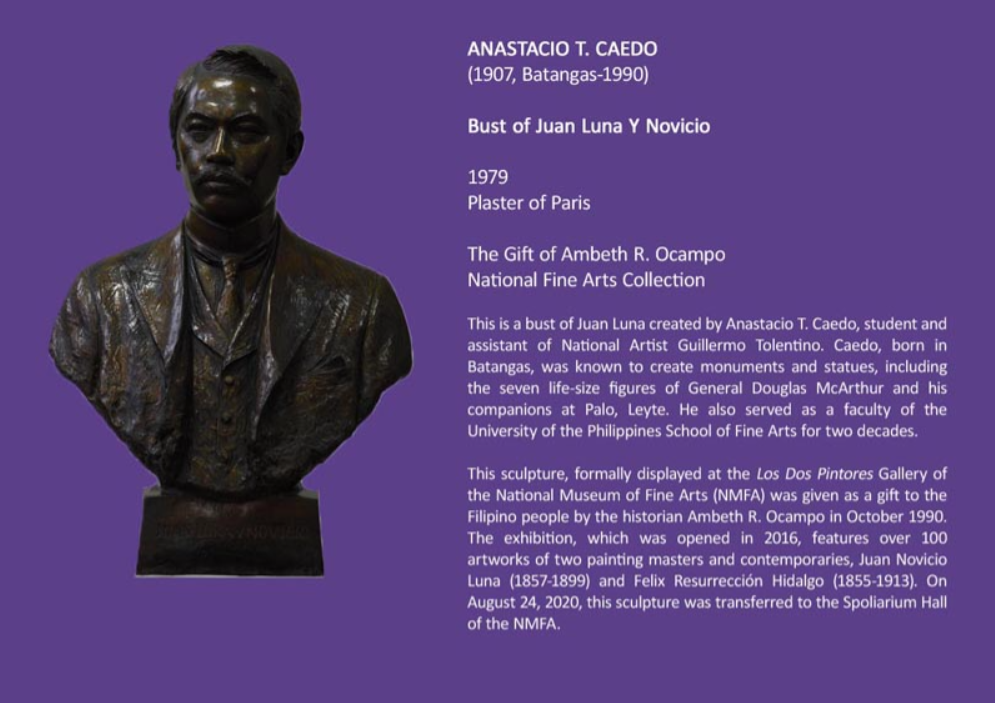 ANASTACIO T. CAEDO
(1907, Batangas-1990)
Bust of Juan Luna Y Novicio
1979
Plaster of Paris
The Gift of Ambeth R. Ocampo
National Fine Arts Collection
This is a bust of Juan Luna created by Anastacio T. Caedo, student and
assistant of National Artist Guillermo Tolentino. Caedo, born in
Batangas, was known to create monuments and statues, including
the seven life-size figures of General Douglas McArthur and his
companions at Palo, Leyte. He also served as a faculty of the
University of the Philippines School of Fine Arts for two decades.
This sculpture, formally displayed at the Los Dos Pintores Gallery of
the National Museum of Fine Arts (NMFA) was given as a gift to the
Filipino people by the historian Ambeth R. Ocampo in October 1990.
The exhibition, which was opened in 2016, features over 100
artworks of two painting masters and contemporaries, Juan Novicio
Luna (1857-1899) and Felix Resurrección Hidalgo (1855-1913). On
August 24, 2020, this sculpture was transferred to the Spoliarium Hall
of the NMFA.